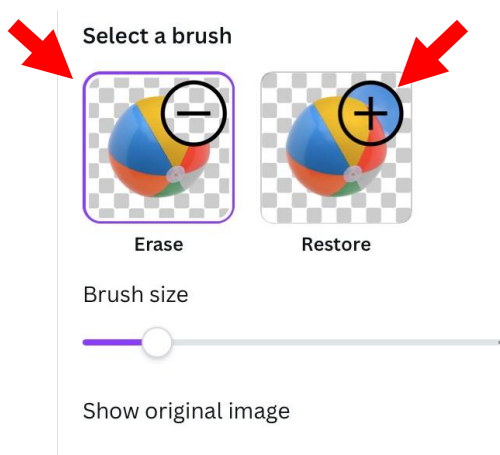 Select a brush
Erase
Restore
Brush size
Show original image